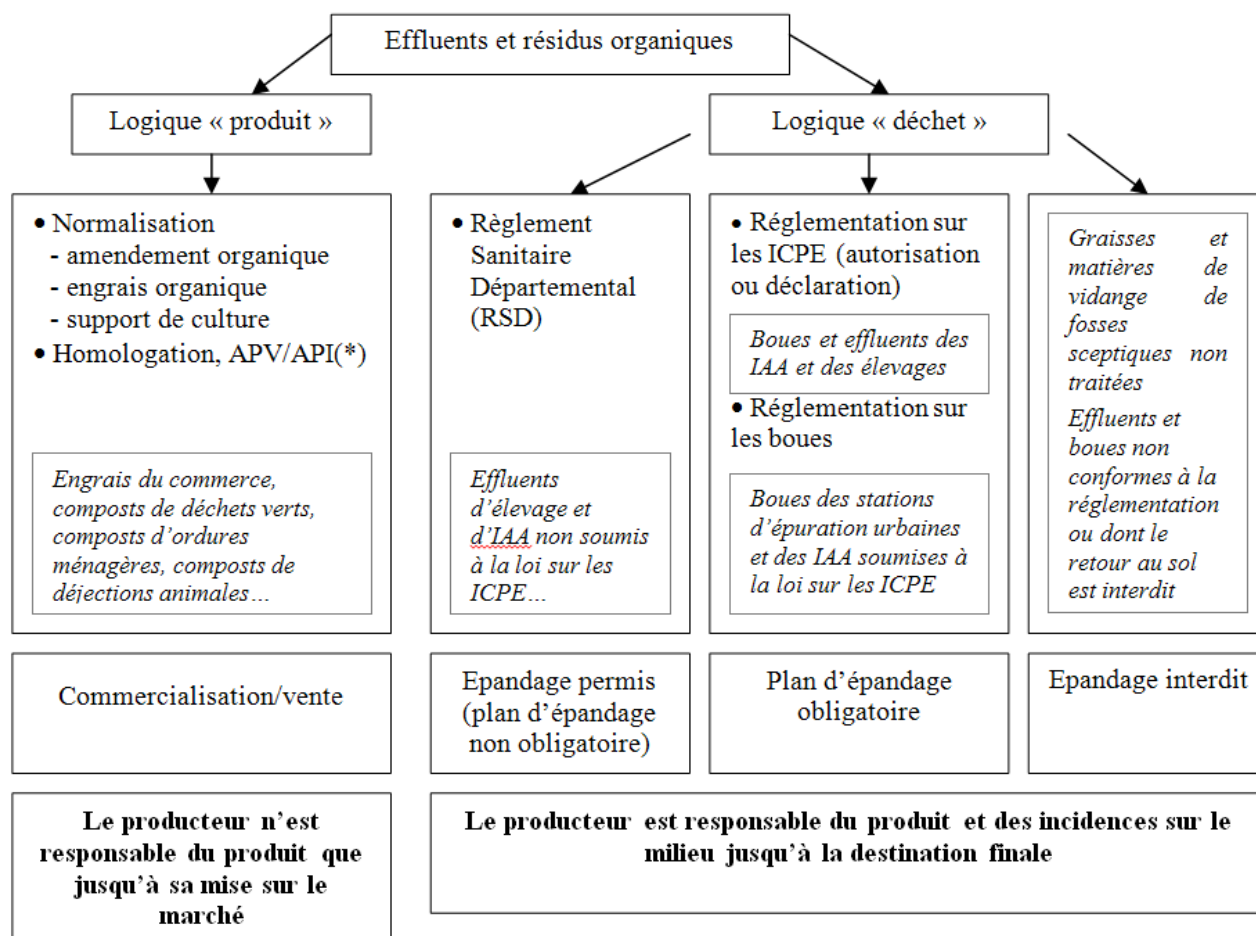 Effluents et résidus organiques
Logique « produit »
Logique « déchet »
• Normalisation
- amendement organique
- engrais organique
- support de culture
• Homologation, APV/API(*)
Engrais du commerce,
composts de déchets verts,
composts d’ordures
ménagères, composts de
déjections animales…
• Règlement
Sanitaire
Départemental
(RSD)
Effluents
d’élevage et
d’IAA non soumis
à la loi sur les
ICPE…
• Réglementation sur
les ICPE (autorisation
ou déclaration)
Boues et effluents des
IAA et des élevages
• Réglementation sur
les boues
Boues des stations
d’épuration urbaines
et des IAA soumises à
la loi sur les ICPE
Graisses et
matières de
vidange de
fosses
sceptiques non
traitées
Effluents et
boues non
conformes à la
réglementation
ou dont le
retour au sol
est interdit
Commercialisation/vente
Epandage permis
(plan d’épandage
non obligatoire)
Plan d’épandage
obligatoire
Epandage interdit
Le producteur n’est
responsable du produit que
jusqu’à sa mise sur le
marché
Le producteur est responsable du produit et des incidences sur le
milieu jusqu’à la destination finale